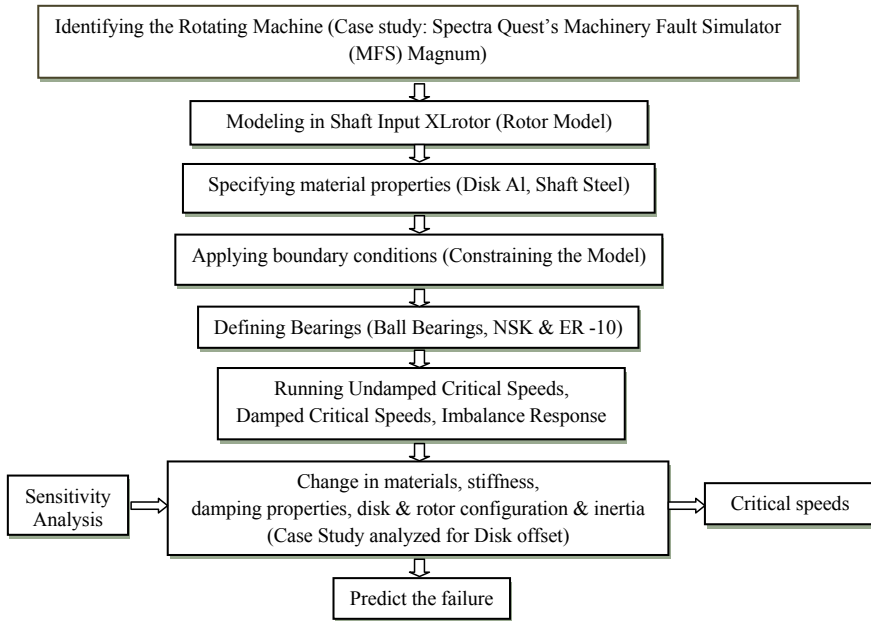 Identifying the Rotating Machine (Case study: Spectra Quest's Machinery Fault Simulator
(MFS) Magnum)
Modeling in Shaft Input XLrotor (Rotor Model)
Specifying material properties (Disk Al, Shaft Steel)
Applying boundary conditions (Constraining the Model)
Defining Bearings (Ball Bearings, NSK & ER -10)
Running Undamped Critical Speeds,
Damped Critical Speeds, Imbalance Response
Sensitivity
Analysis
Change in materials, stiffness,
damping properties, disk & rotor configuration & inertia
(Case Study analyzed for Disk offset)
Critical speeds
Predict the failure